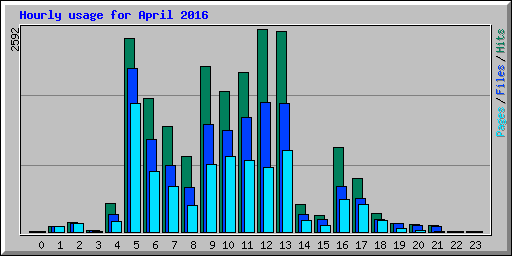 Hourly usage for April 2016
2592
Pages / Files / Hits
0 1 2 3 4 5 6 7 8 9 10 11 12 13 14 15 16 17 18 19 20 21 22 23